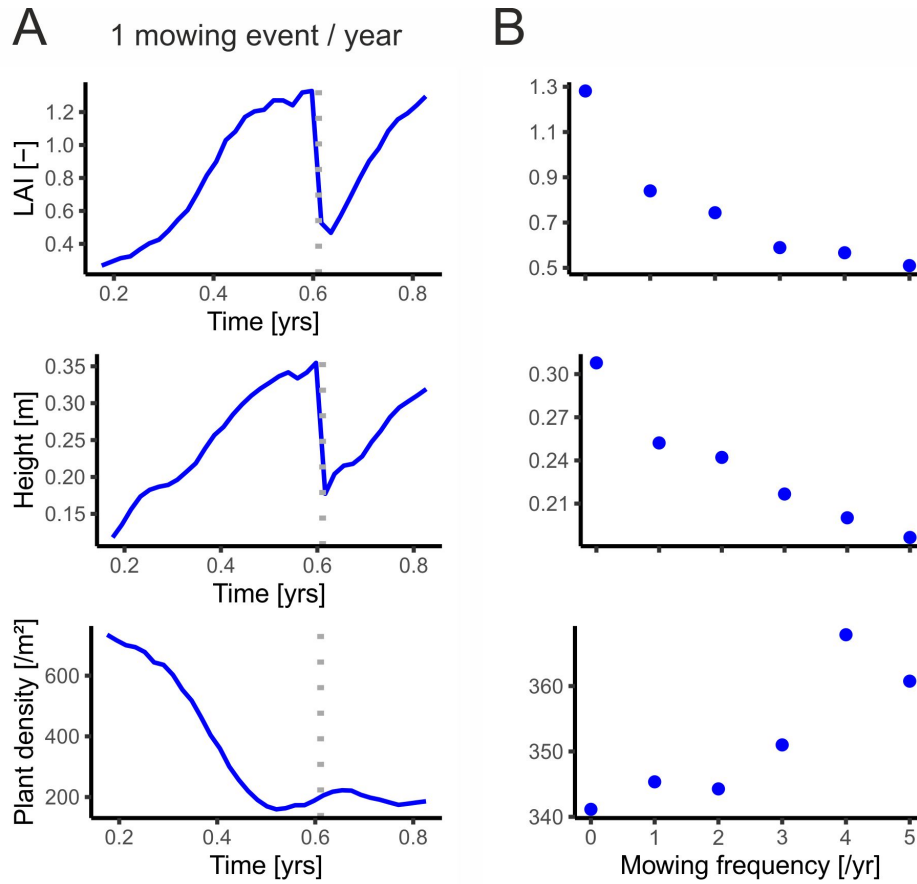 A
1 mowing event / year
B
LAI [−]
1.2
1.0
0.8
0.6
0.4
0.2 0.4 0.6 0.8
Time [yrs]
1.3
1.1
0.9
0.7
0.5
Height [m]
0.35
0.30
0.25
0.20
0.15
0.2 0.4 0.6 0.8
Time [yrs]
0.30
0.27
0.24
0.21
Plant density [/m²]
600
400
200
0.2 0.4 0.6 0.8
Time [yrs]
360
350
340
0 1 2 3 4 5
Mowing frequency [/yr]